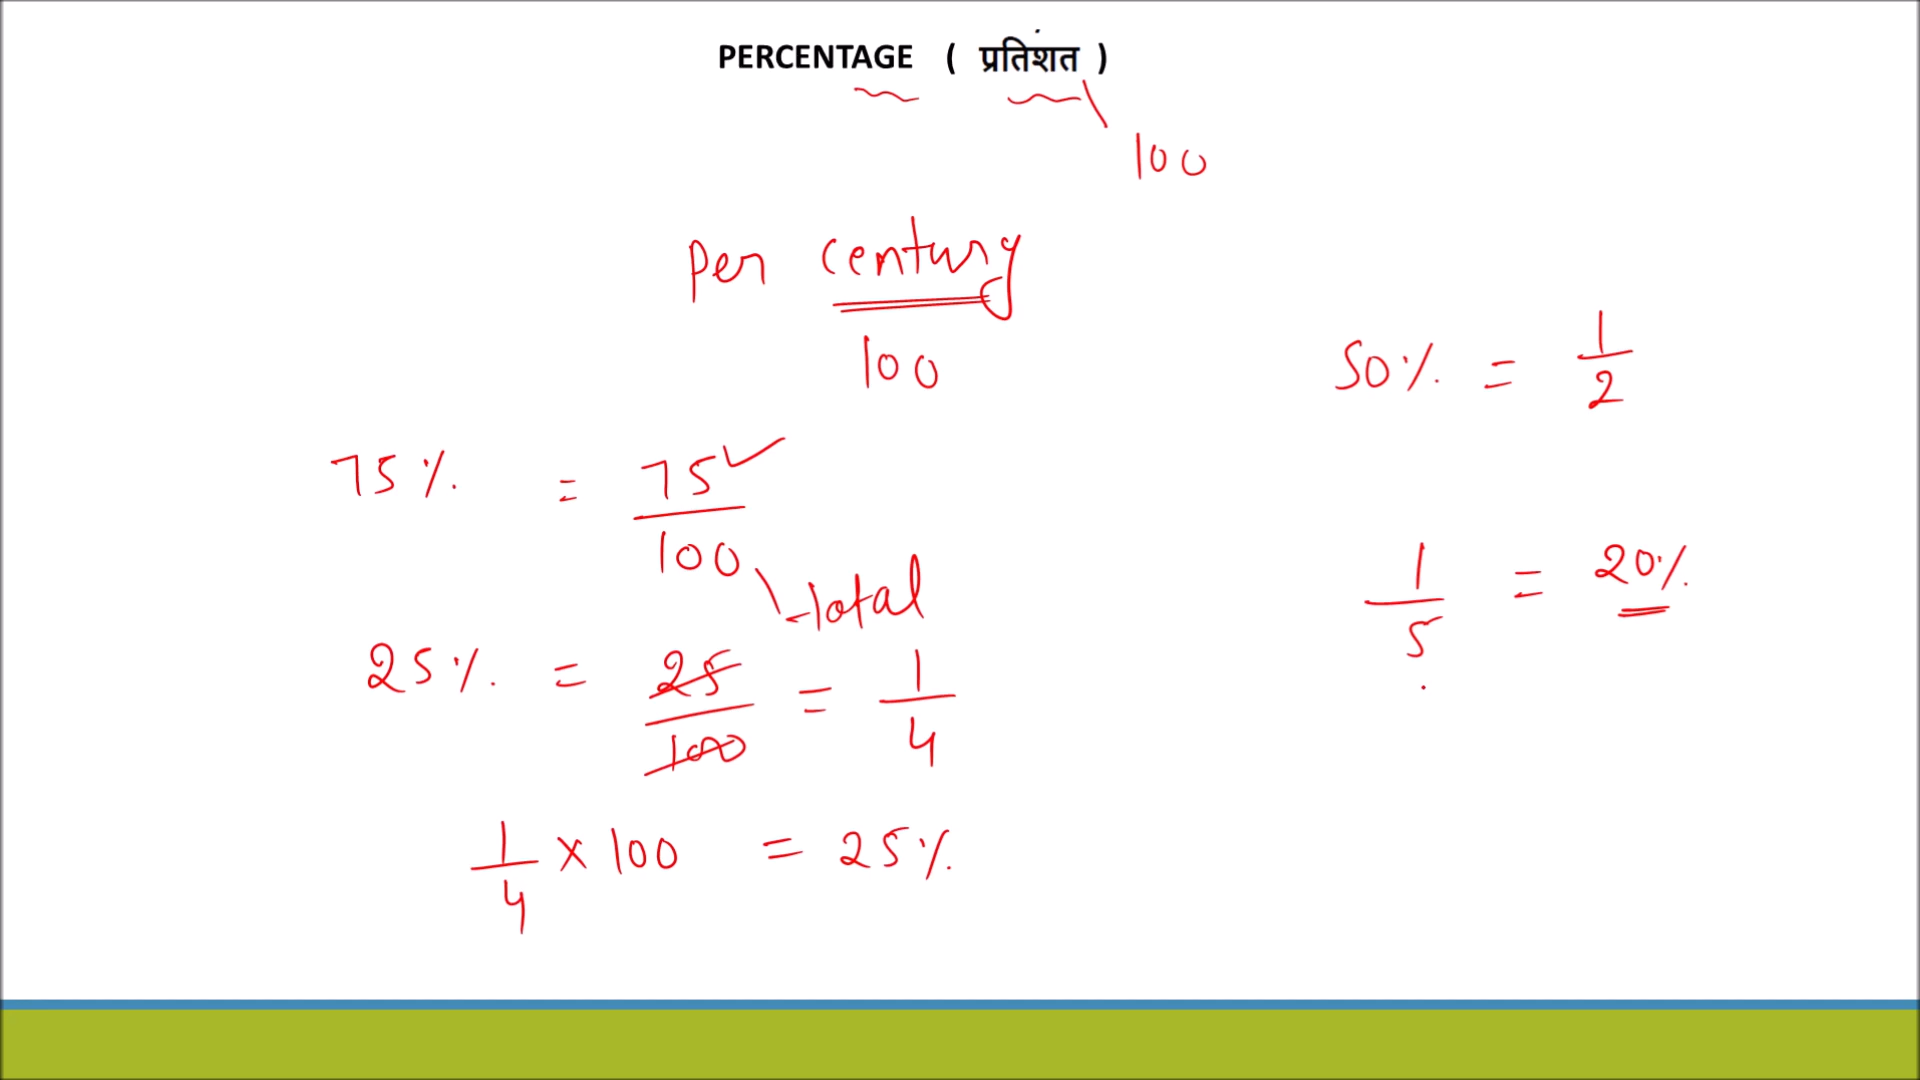 PERCENTAGE ( प्रतिशत )
100
Per century
100
75% = 75/100
total
25% = 25/100 = 1/4
1/4 × 100 = 25%
50% = 1/2
1/5 = 20%